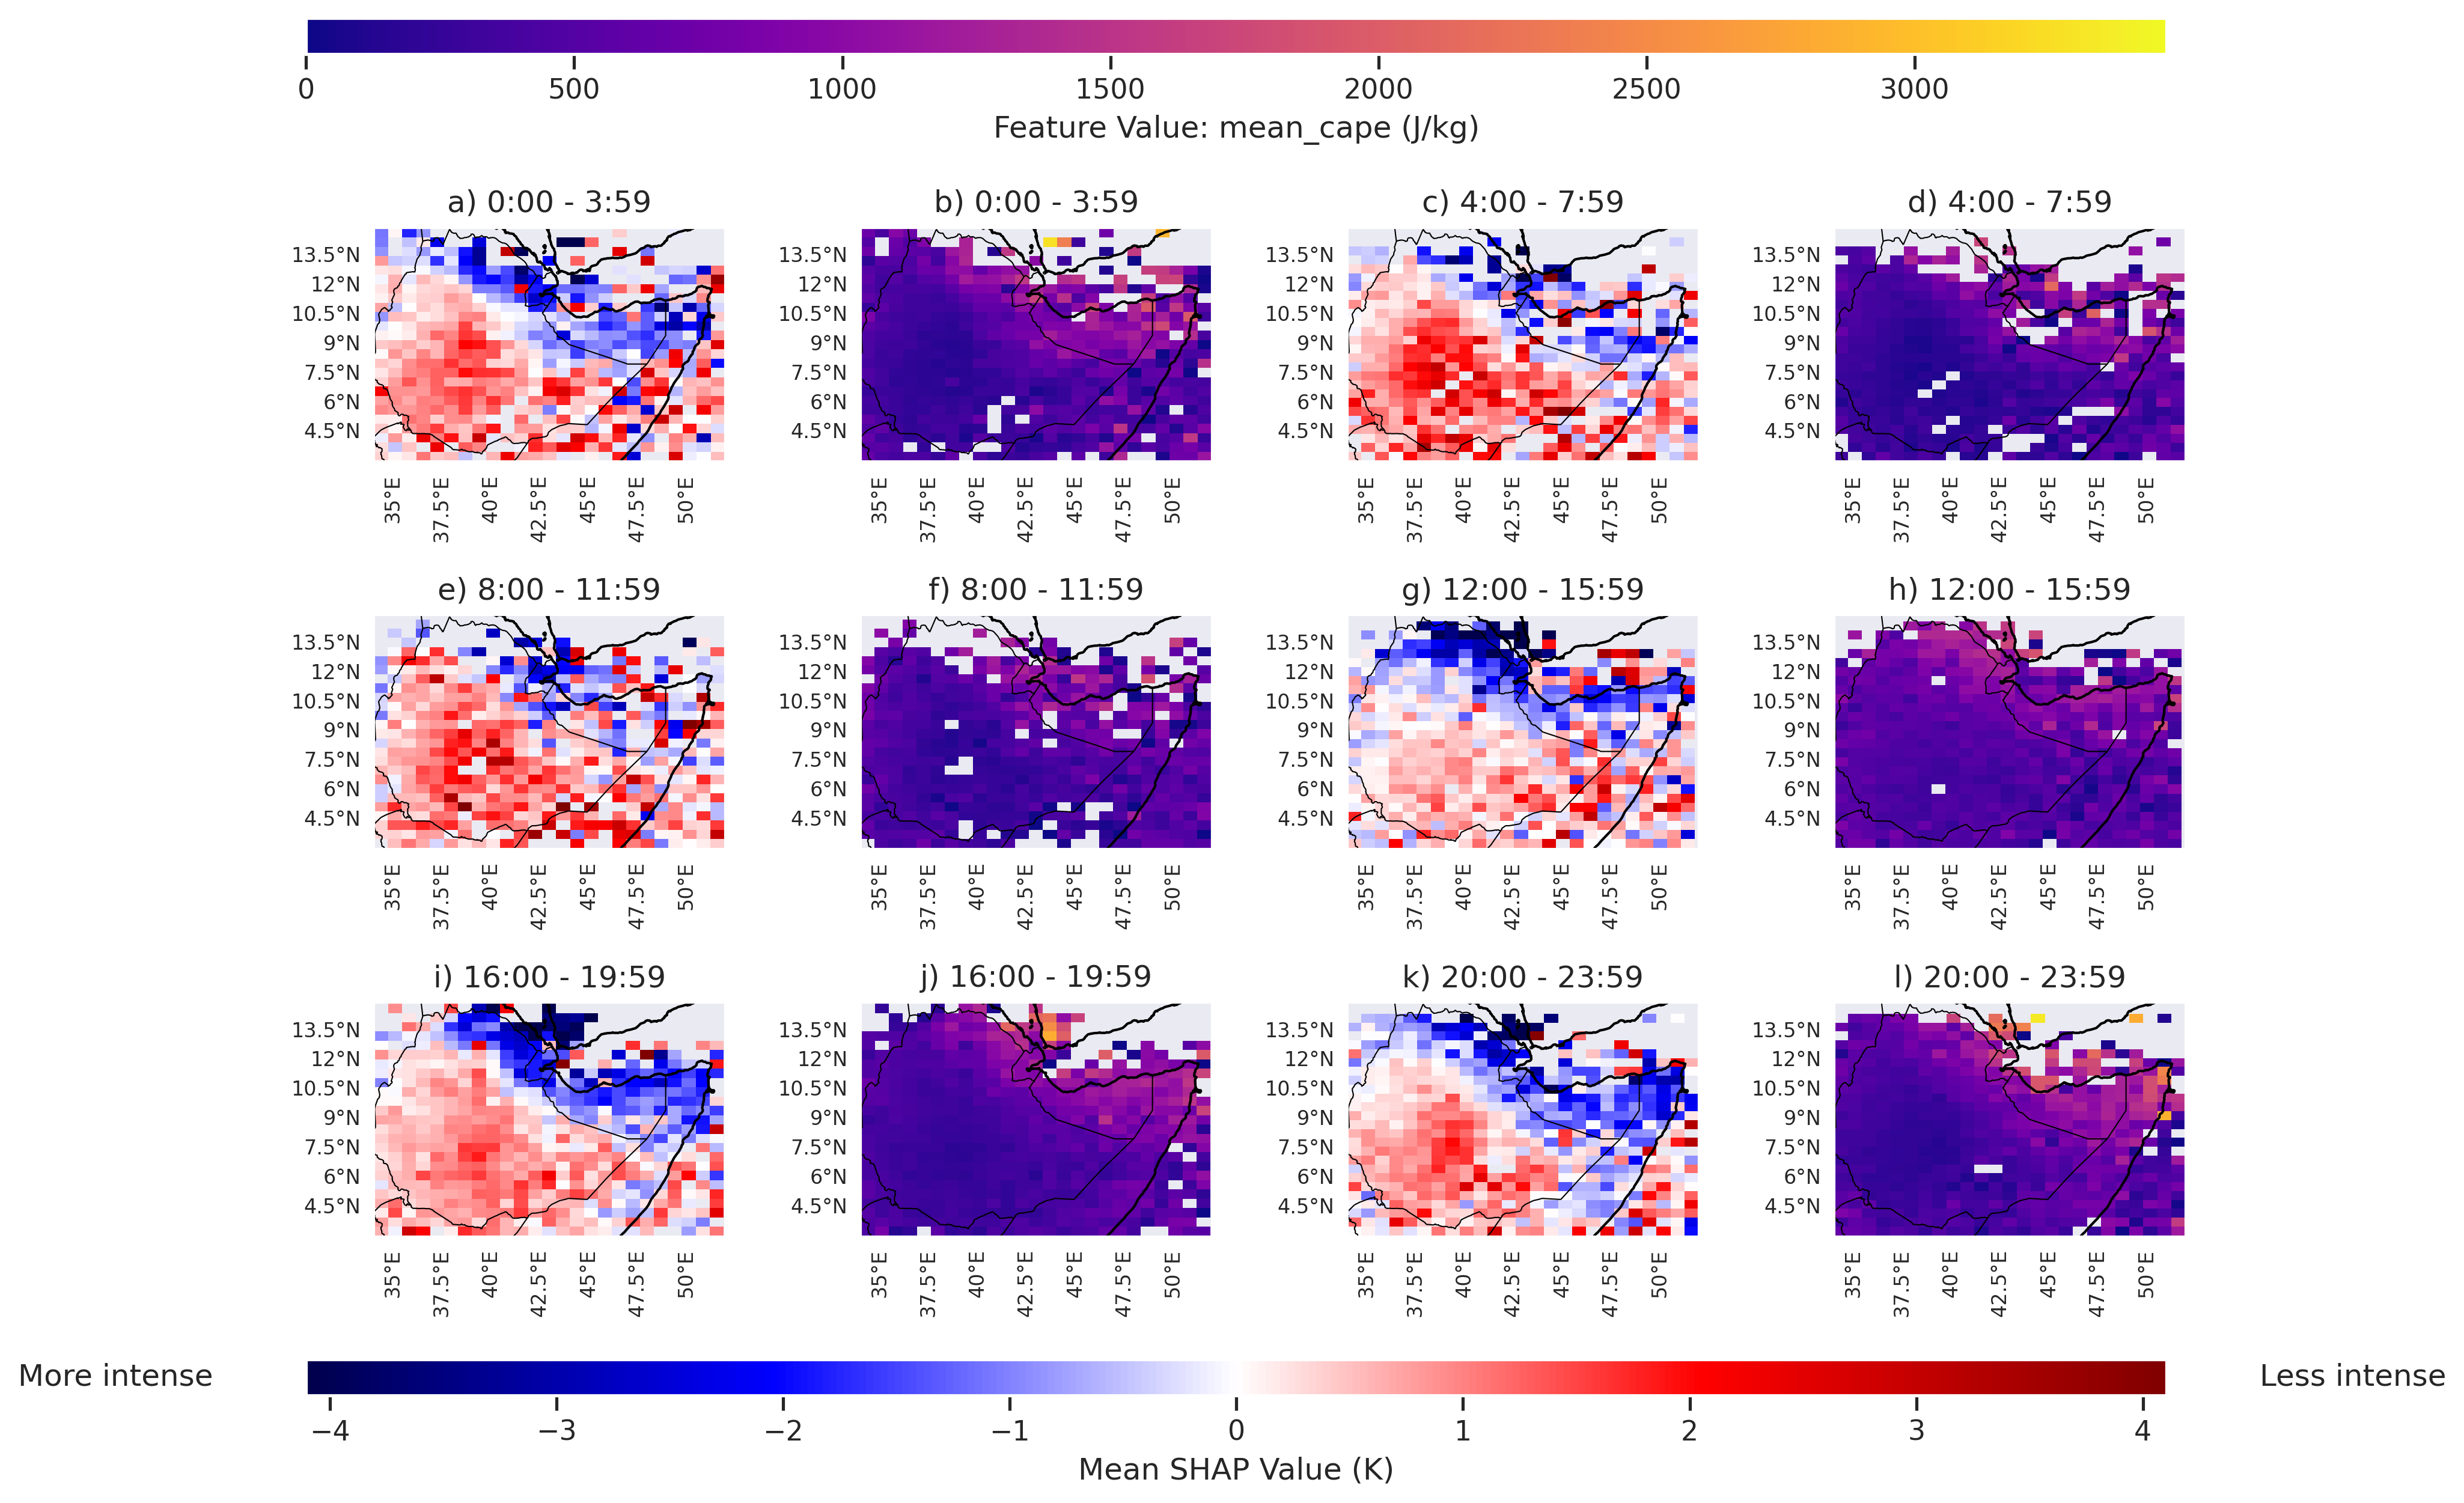 0 500 1000 1500 2000 2500 3000
Feature Value: mean_cape (J/kg)
a) 0:00 - 3:59
13.5°N
12°N
10.5°N
9°N
7.5°N
6°N
4.5°N
35°E 37.5°E 40°E 42.5°E 45°E 47.5°E 50°E
b) 0:00 - 3:59
13.5°N
12°N
10.5°N
9°N
7.5°N
6°N
4.5°N
35°E 37.5°E 40°E 42.5°E 45°E 47.5°E 50°E
c) 4:00 - 7:59
13.5°N
12°N
10.5°N
9°N
7.5°N
6°N
4.5°N
35°E 37.5°E 40°E 42.5°E 45°E 47.5°E 50°E
d) 4:00 - 7:59
13.5°N
12°N
10.5°N
9°N
7.5°N
6°N
4.5°N
35°E 37.5°E 40°E 42.5°E 45°E 47.5°E 50°E
e) 8:00 - 11:59
13.5°N
12°N
10.5°N
9°N
7.5°N
6°N
4.5°N
35°E 37.5°E 40°E 42.5°E 45°E 47.5°E 50°E
f) 8:00 - 11:59
13.5°N
12°N
10.5°N
9°N
7.5°N
6°N
4.5°N
35°E 37.5°E 40°E 42.5°E 45°E 47.5°E 50°E
g) 12:00 - 15:59
13.5°N
12°N
10.5°N
9°N
7.5°N
6°N
4.5°N
35°E 37.5°E 40°E 42.5°E 45°E 47.5°E 50°E
h) 12:00 - 15:59
13.5°N
12°N
10.5°N
9°N
7.5°N
6°N
4.5°N
35°E 37.5°E 40°E 42.5°E 45°E 47.5°E 50°E
i) 16:00 - 19:59
13.5°N
12°N
10.5°N
9°N
7.5°N
6°N
4.5°N
35°E 37.5°E 40°E 42.5°E 45°E 47.5°E 50°E
j) 16:00 - 19:59
13.5°N
12°N
10.5°N
9°N
7.5°N
6°N
4.5°N
35°E 37.5°E 40°E 42.5°E 45°E 47.5°E 50°E
k) 20:00 - 23:59
13.5°N
12°N
10.5°N
9°N
7.5°N
6°N
4.5°N
35°E 37.5°E 40°E 42.5°E 45°E 47.5°E 50°E
l) 20:00 - 23:59
13.5°N
12°N
10.5°N
9°N
7.5°N
6°N
4.5°N
35°E 37.5°E 40°E 42.5°E 45°E 47.5°E 50°E
More intense
Less intense
−4 −3 −2 −1 0 1 2 3 4
Mean SHAP Value (K)